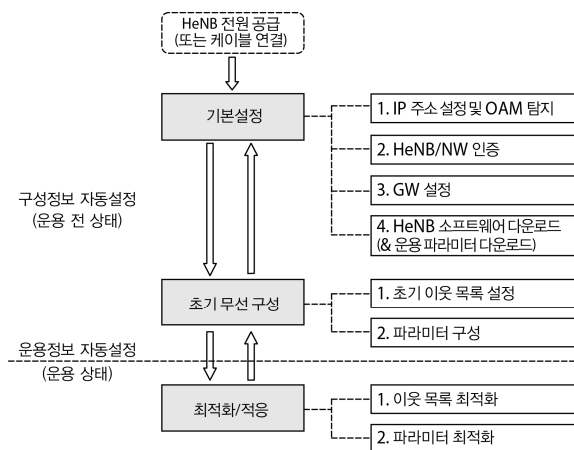 HeNB 전원 공급
(또는 케이블 연결)
기본설정
1. IP 주소 설정 및 OAM 탐지
2. HeNB/NW 인증
3. GW 설정
4. HeNB 소프트웨어 다운로드
(& 운용 파라미터 다운로드)
구성정보 자동설정
(운용 전 상태)
초기 무선 구성
1. 초기 이웃 목록 설정
2. 파라미터 구성
운용정보 자동설정
(운용 상태)
최적화/적응
1. 이웃 목록 최적화
2. 파라미터 최적화